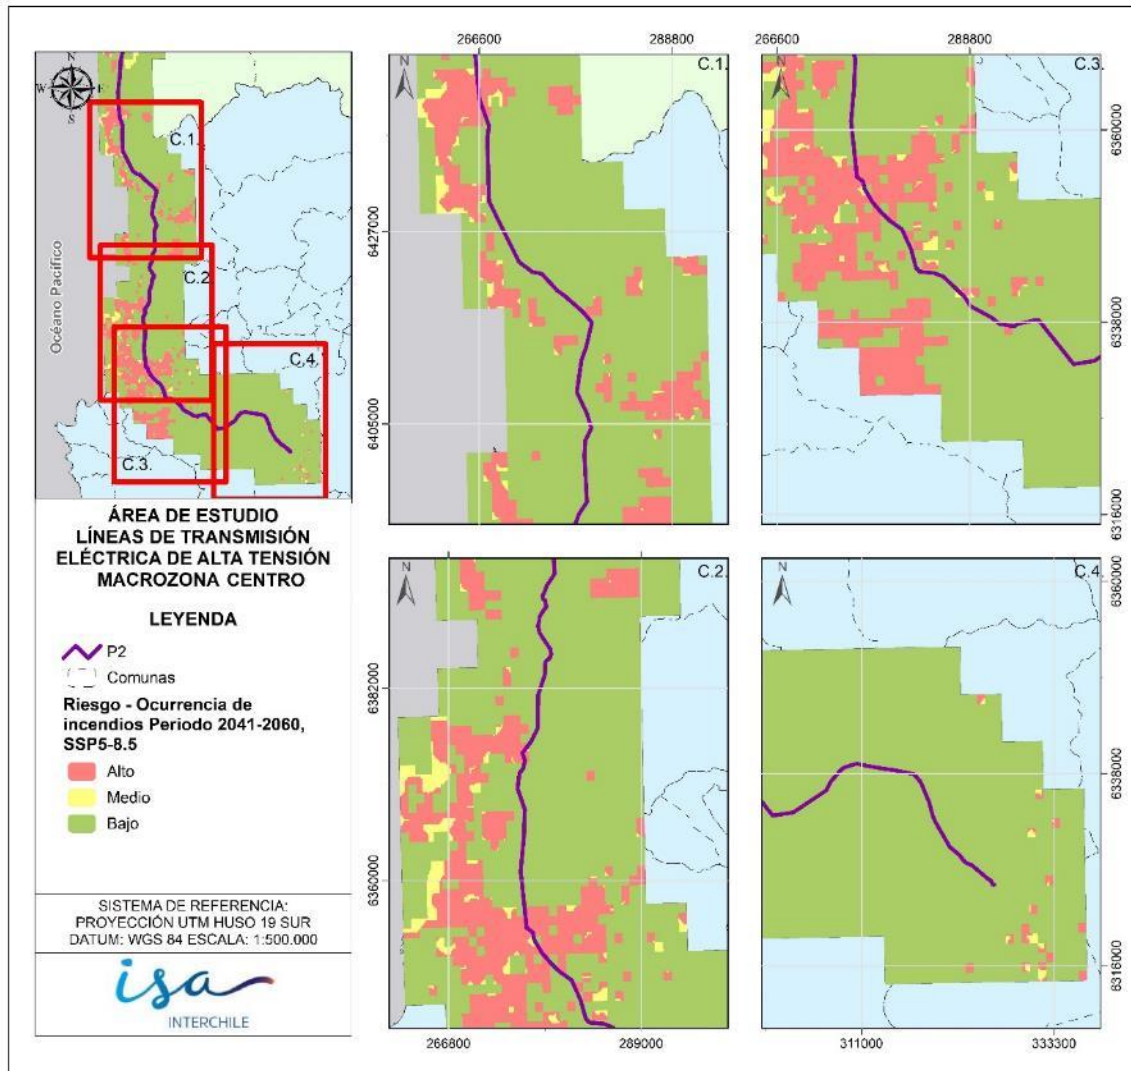 N
W
E
S
C.1.
C.2
C.4.
C.3.
Océano Pacífico
ÁREA DE ESTUDIO
LÍNEAS DE TRANSMISIÓN
ELÉCTRICA DE ALTA TENSIÓN
MACROZONA CENTRO
LEYENDA
P2
Comunas
Riesgo - Ocurrencia de
incendios Periodo 2041-2060,
SSP5-8.5
Alto
Medio
Bajo
SISTEMA DE REFERENCIA:
PROYECCIÓN UTM HUSO 19 SUR
DATUM: WGS 84 ESCALA: 1:500.000
isa
INTERCHILE
266600 288800
N
C.1.
6427000
6405000
266600 288800
N
C.3.
6360000
6338000
6316000
N
C.2.
6382000
6360000
266800 289000
N
C.4
6360000
6338000
6316000
311000 333300